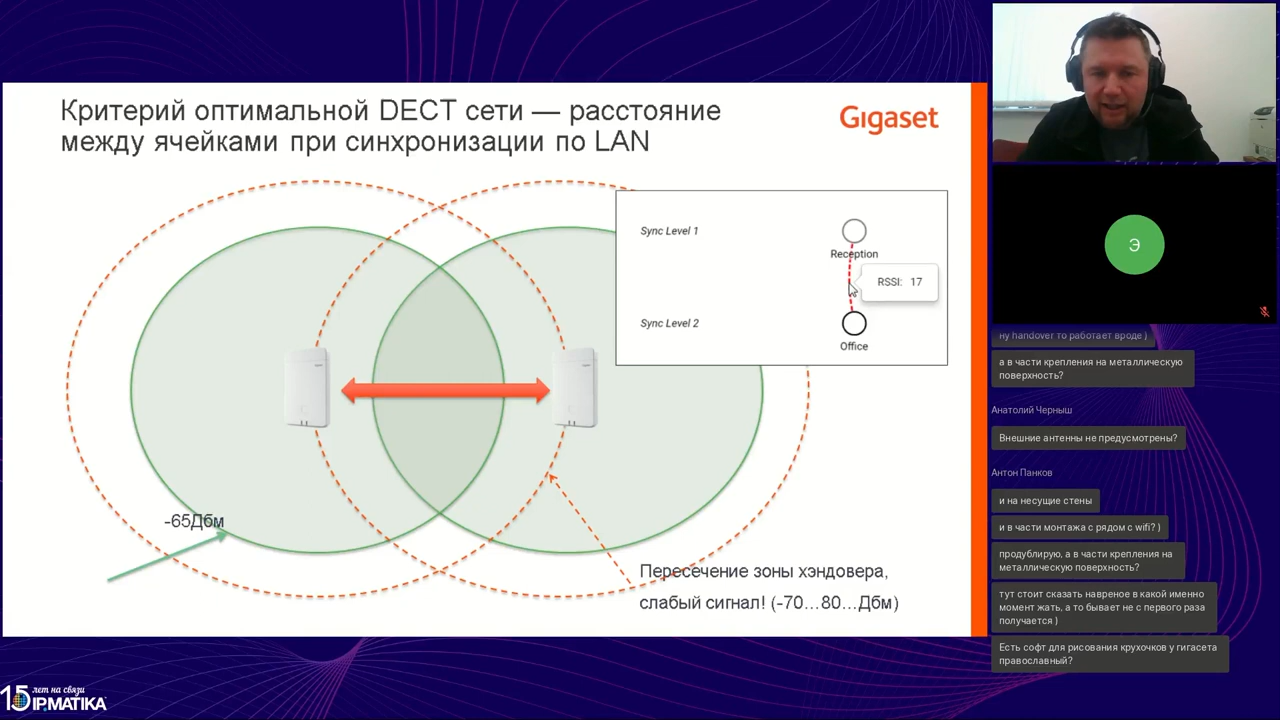 Критерий оптимальной DECT сети — расстояние
между ячейками при синхронизации по LAN
Gigaset
Sync Level 1
Reception
RSSI: 17
Sync Level 2
Office
-65Дбм
Пересечение зоны хэндовера,
слабый сигнал! (-70...80...Дбм)
15 лет на связи
IPMATIKA
Э
ну handover то работает вроде )
а в части крепления на металлическую
поверхность?
Анатолий Черныш
Внешние антенны не предусмотрены?
Антон Панков
и на несущие стены
и в части монтажа с рядом с wifi? )
продублирую, а в части крепления на
металлическую поверхность?
тут стоит сказать навреное в какой именно
момент жать, а то бывает не с первого раза
получается )
Есть софт для рисования крухочков у гигасета
православный?